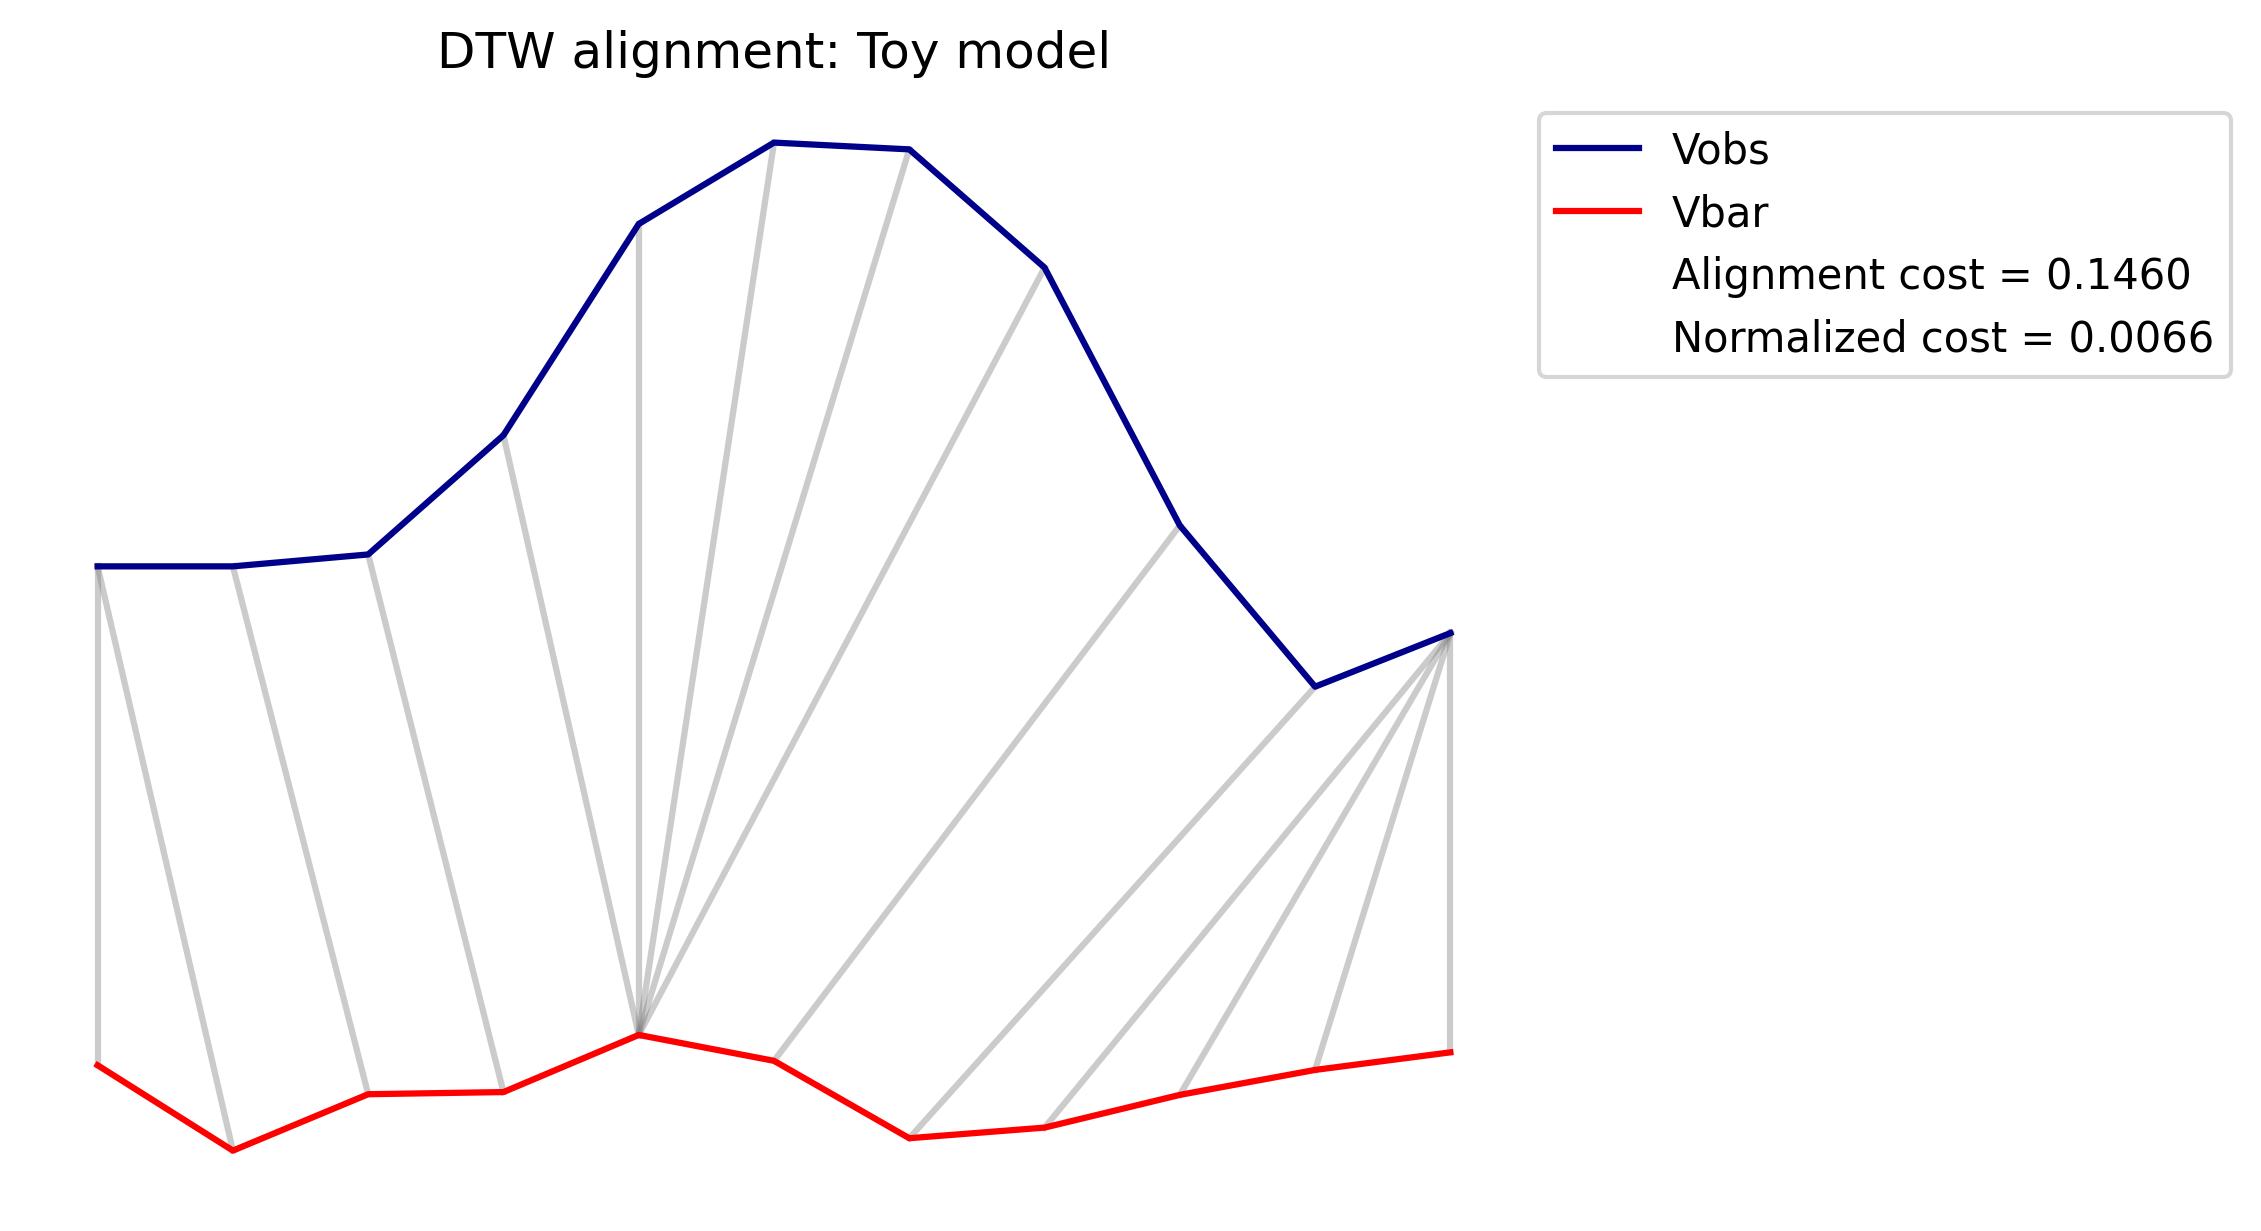 DTW alignment: Toy model
Vobs
Vbar
Alignment cost = 0.1460
Normalized cost = 0.0066